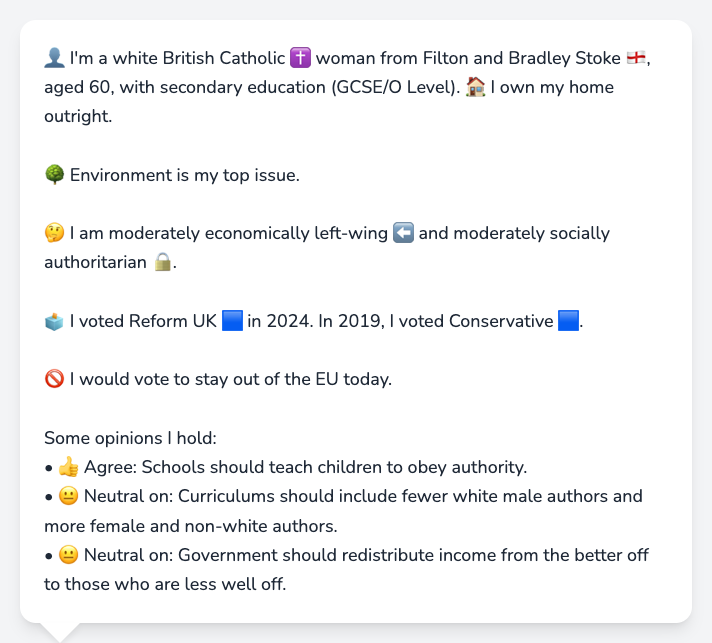 👤 I'm a white British Catholic ✝️ woman from Filton and Bradley Stoke 🏴󠁧󠁢󠁥󠁮󠁧󠁿,
aged 60, with secondary education (GCSE/O Level). 🏠 I own my home
outright.
🌳 Environment is my top issue.
🤔 I am moderately economically left-wing ⬅️ and moderately socially
authoritarian 🔒.
🗳️ I voted Reform UK 🟦 in 2024. In 2019, I voted Conservative 🟦.
🚫 I would vote to stay out of the EU today.
Some opinions I hold:
• 👍 Agree: Schools should teach children to obey authority.
• 😐 Neutral on: Curriculums should include fewer white male authors and
more female and non-white authors.
• 😐 Neutral on: Government should redistribute income from the better off
to those who are less well off.